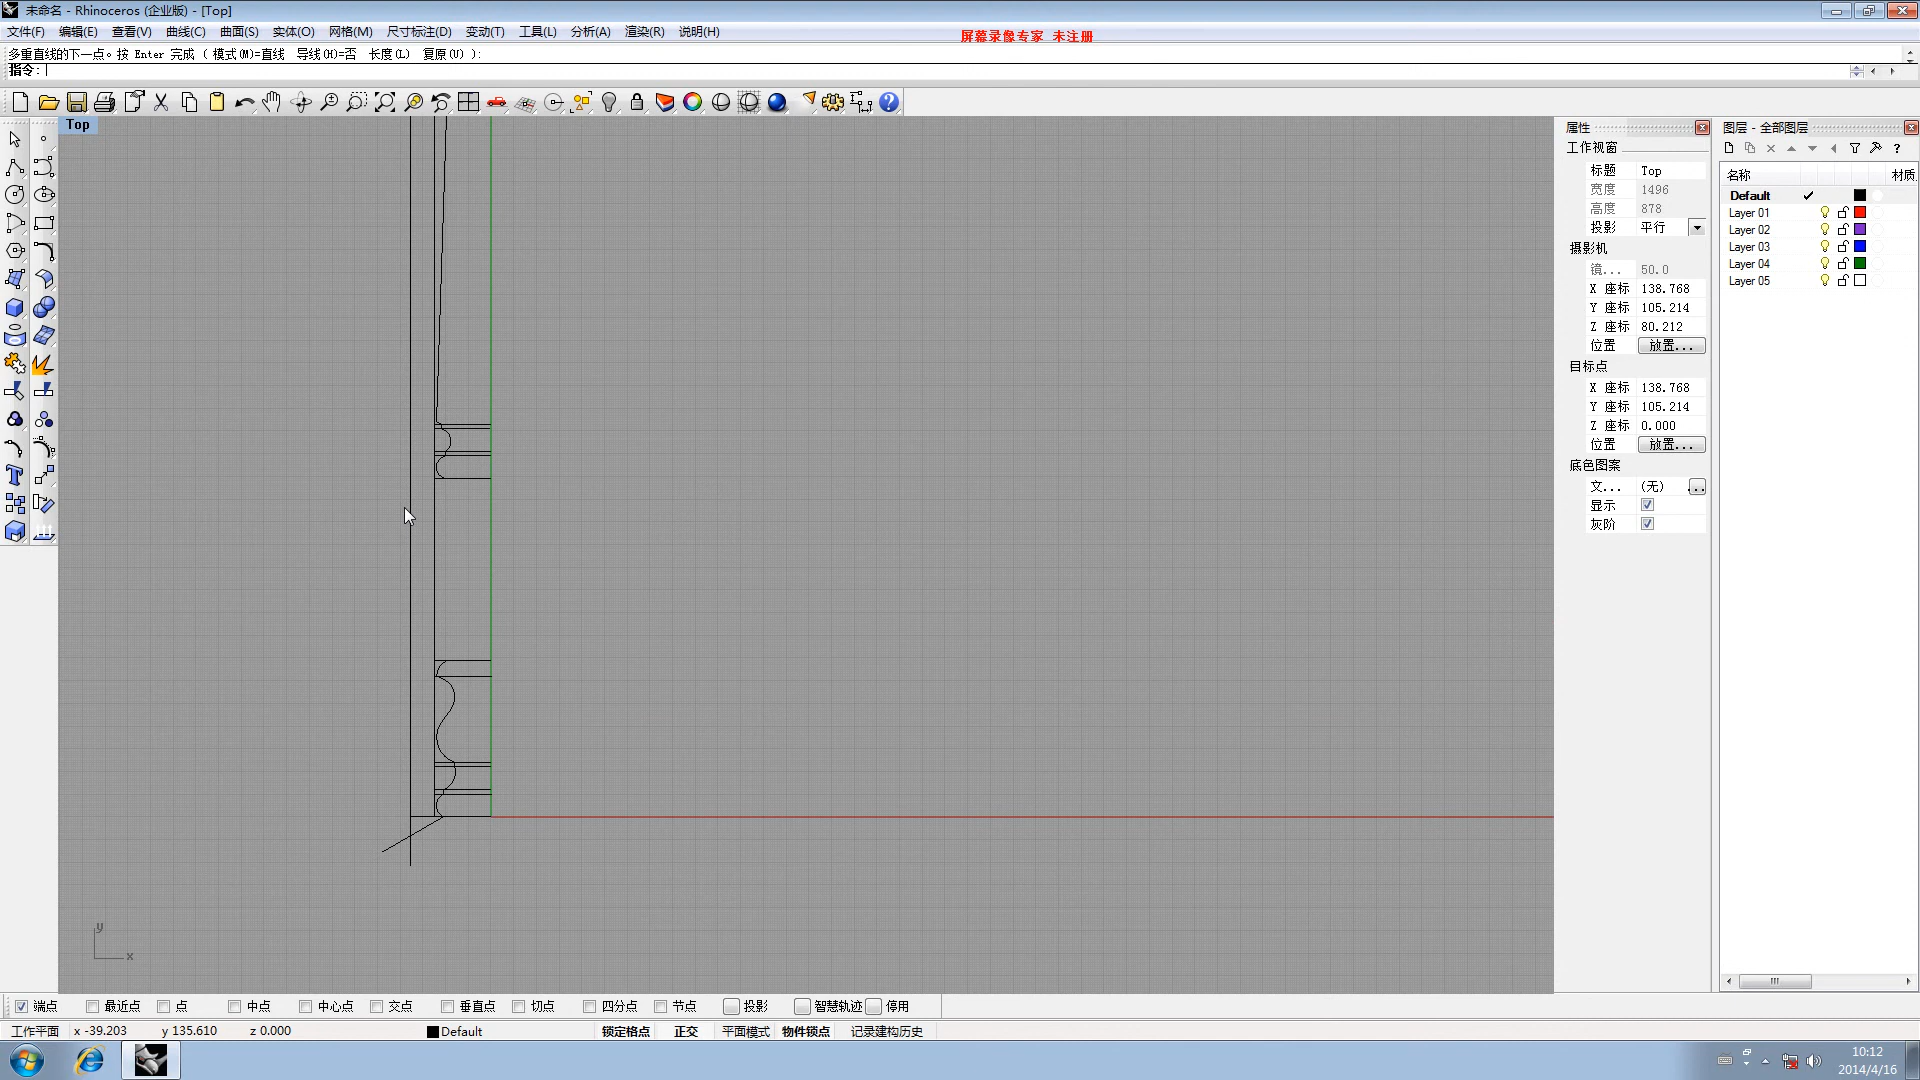 未命名 - Rhinoceros (企业版) - [Top]
文件(F) 编辑(E) 查看(V) 曲线(C) 曲面(S) 实体(O) 网格(M) 尺寸标注(D) 变动(T) 工具(L) 分析(A) 渲染(R) 说明(H)
屏幕录像专家 未注册
多重直线的下一点。按 Enter 完成 ( 模式(M)=直线 导线(H)=否 长度(L) 复原(U) ):
指令:
Top
属性
工作视窗
标题 Top
宽度 1496
高度 878
投影 平行
摄影机
镜... 50.0
X 座标 138.768
Y 座标 105.214
Z 座标 80.212
位置 放置...
目标点
X 座标 138.768
Y 座标 105.214
Z 座标 0.000
位置 放置...
底色图案
文... (无) ...
显示
灰阶
图层 - 全部图层
名称 材质
Default
Layer 01
Layer 02
Layer 03
Layer 04
Layer 05
y
x
端点 最近点 点 中点 中心点 交点 垂直点 切点 四分点 节点 投影 智慧轨迹 停用
工作平面 x -39.203 y 135.610 z 0.000 Default 锁定格点 正交 平面模式 物件锁点 记录建构历史
10:12
2014/4/16